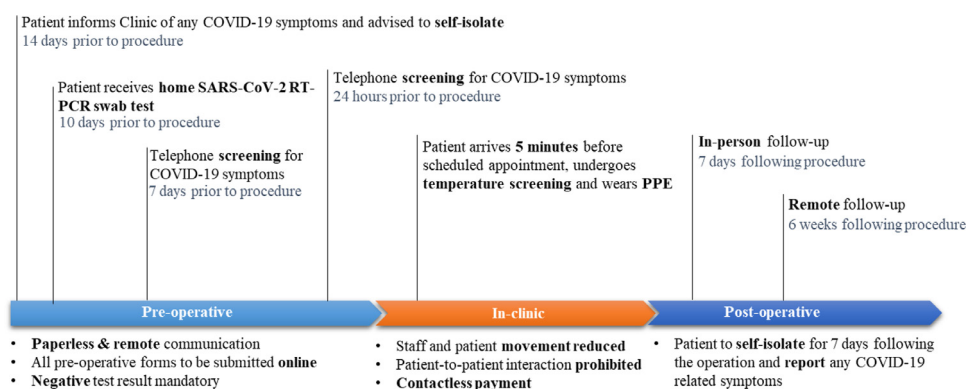 Patient informs Clinic of any COVID-19 symptoms and advised to self-isolate
14 days prior to procedure
Patient receives home SARS-CoV-2 RT-
PCR swab test
10 days prior to procedure
Telephone screening for
COVID-19 symptoms
7 days prior to procedure
Telephone screening for COVID-19 symptoms
24 hours prior to procedure
Patient arrives 5 minutes before
scheduled appointment, undergoes
temperature screening and wears PPE
In-person follow-up
7 days following procedure
Remote follow-up
6 weeks following procedure
Pre-operative
In-clinic
Post-operative
• Paperless & remote communication
• All pre-operative forms to be submitted online
• Negative test result mandatory
• Staff and patient movement reduced
• Patient-to-patient interaction prohibited
• Contactless payment
• Patient to self-isolate for 7 days following
the operation and report any COVID-19
related symptoms